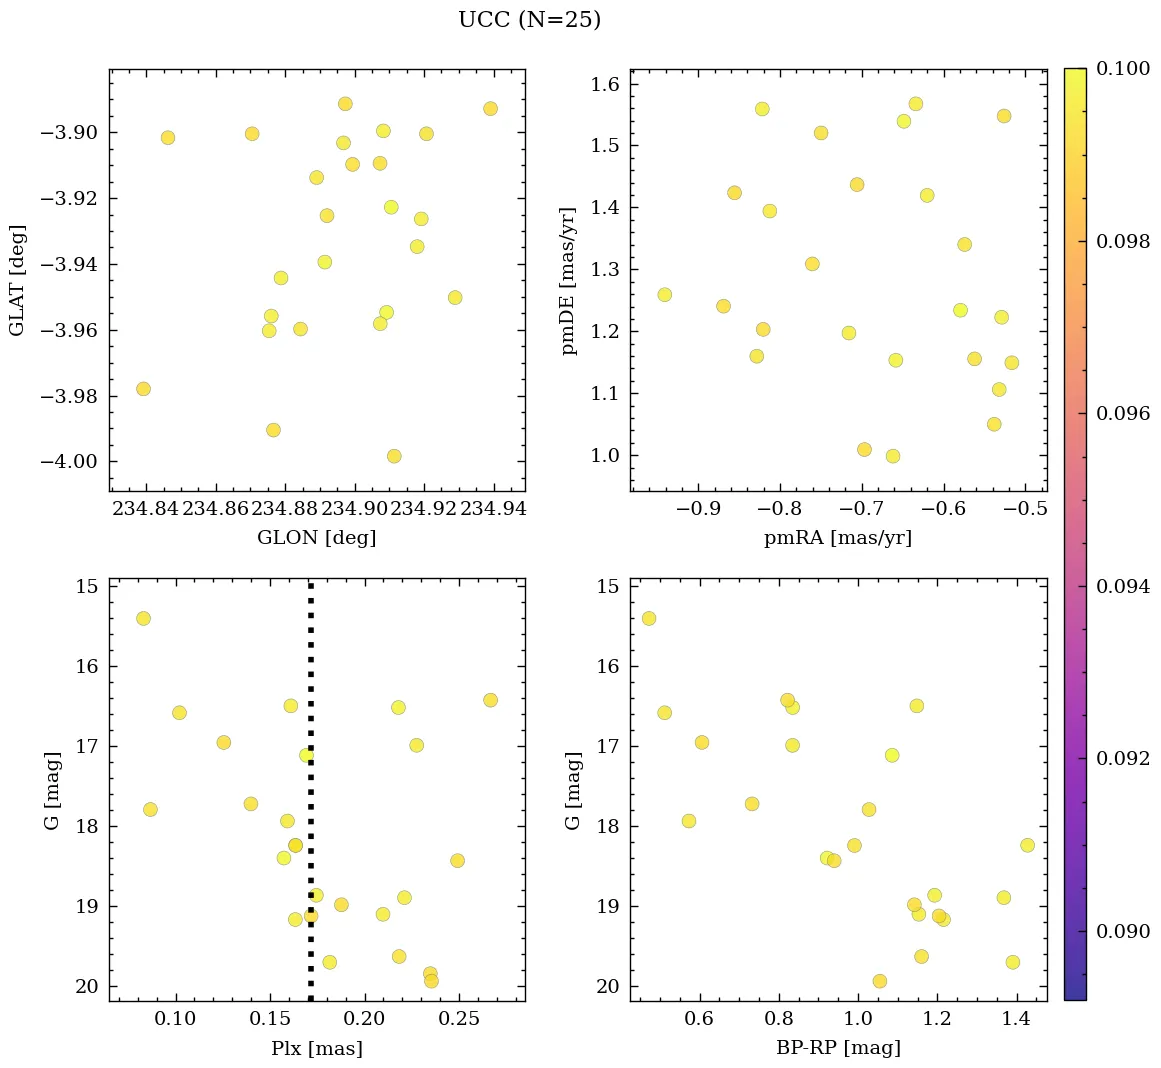 UCC (N=25)
−3.90
−3.92
−3.94
−3.96
−3.98
−4.00
GLAT [deg]
234.84 234.86 234.88 234.90 234.92 234.94
GLON [deg]
1.6
1.5
1.4
1.3
1.2
1.1
1.0
pmDE [mas/yr]
−0.9 −0.8 −0.7 −0.6 −0.5
pmRA [mas/yr]
0.100
0.098
0.096
0.094
0.092
0.090
15
16
17
18
19
20
G [mag]
0.10 0.15 0.20 0.25
Plx [mas]
15
16
17
18
19
20
G [mag]
0.6 0.8 1.0 1.2 1.4
BP-RP [mag]